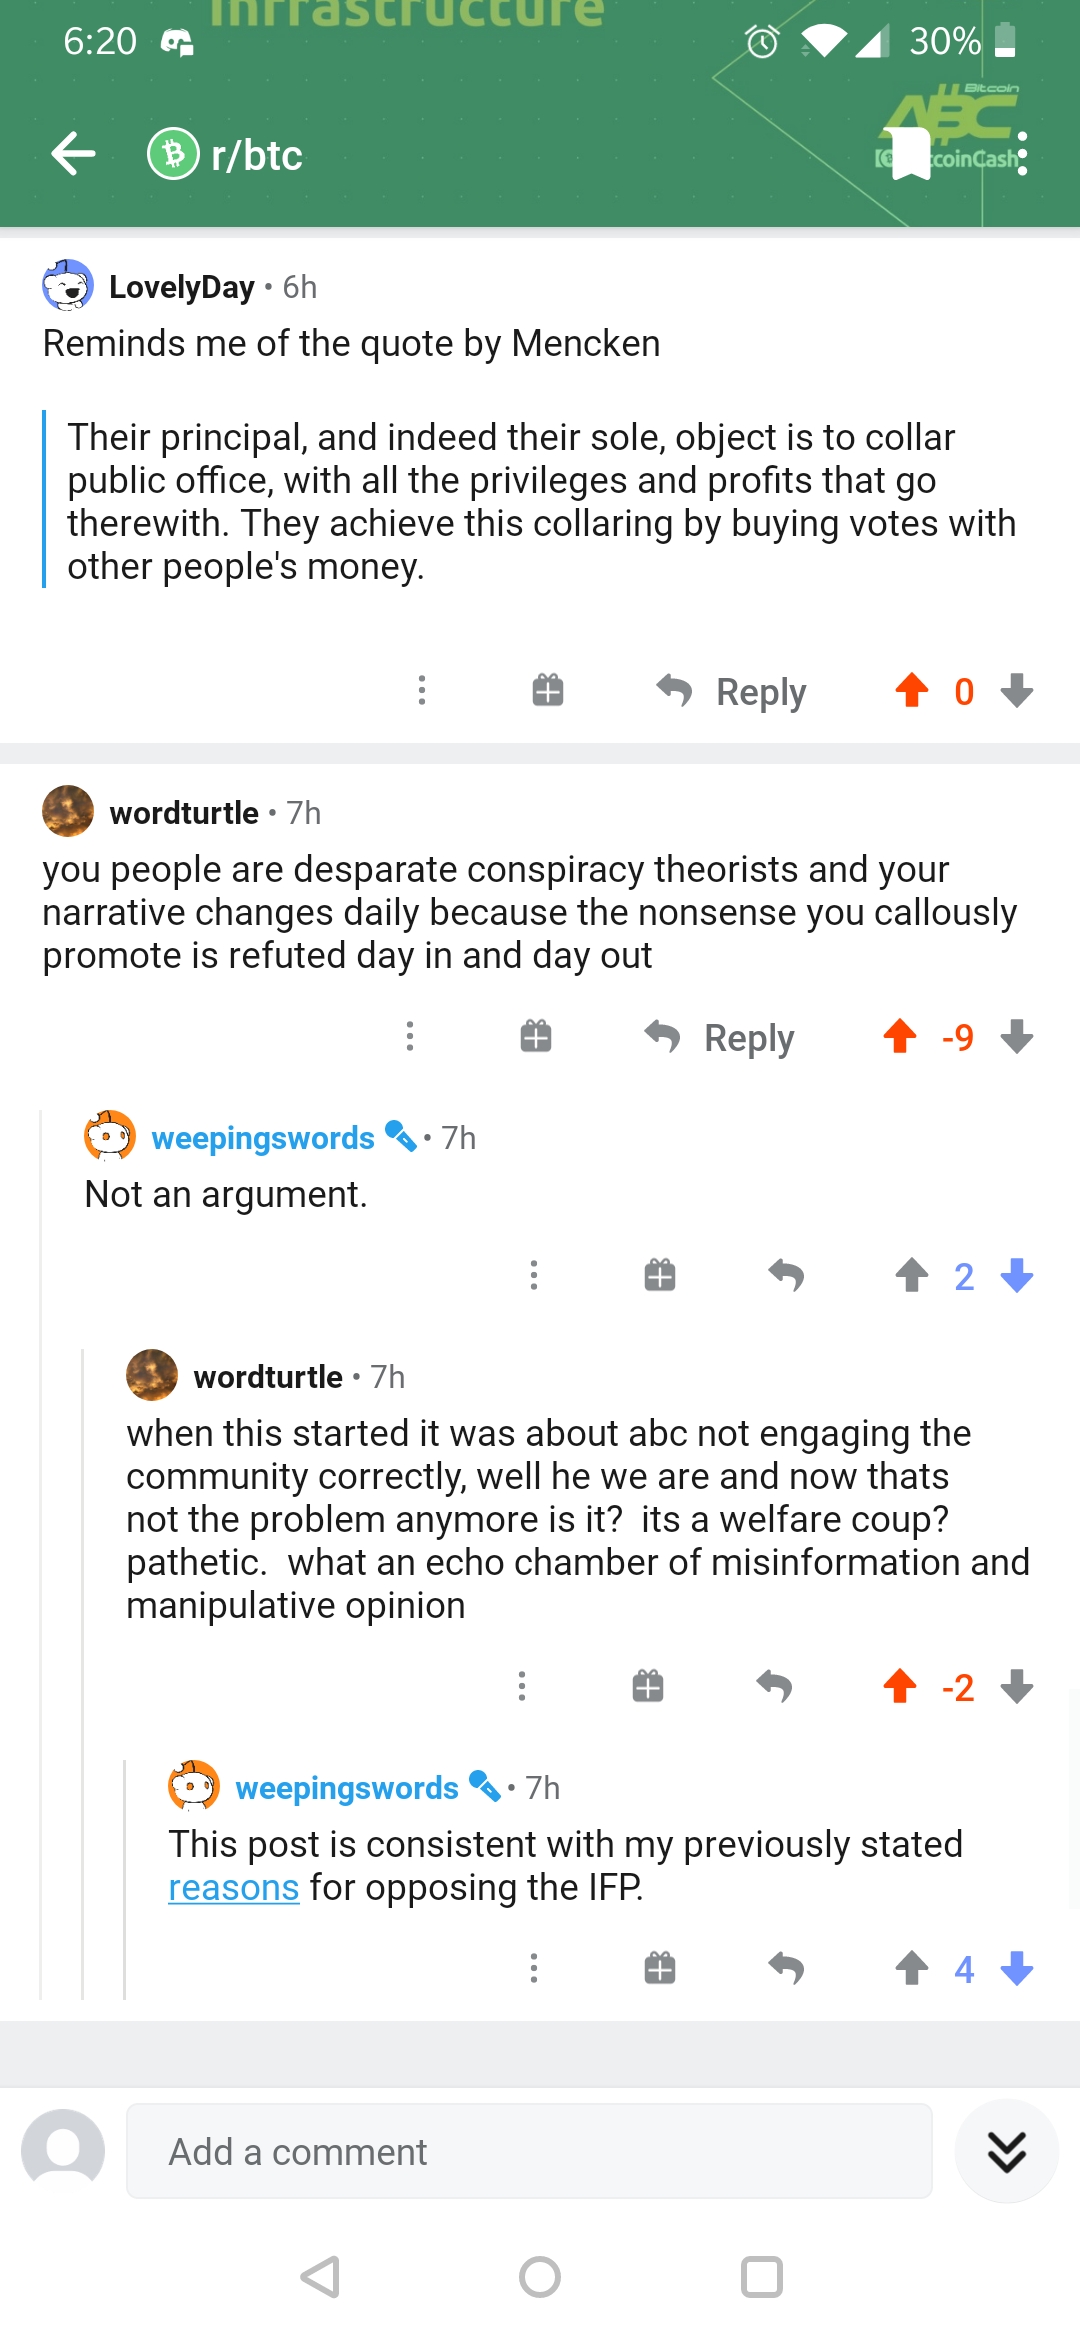 Infrastructure
6:20
30%
Bitcoin
ABC
r/btc
coinCash
LovelyDay • 6h
Reminds me of the quote by Mencken
Their principal, and indeed their sole, object is to collar
public office, with all the privileges and profits that go
therewith. They achieve this collaring by buying votes with
other people's money.
Reply
0
wordturtle • 7h
you people are desparate conspiracy theorists and your
narrative changes daily because the nonsense you callously
promote is refuted day in and day out
Reply
-9
weepingswords • 7h
Not an argument.
2
wordturtle • 7h
when this started it was about abc not engaging the
community correctly, well he we are and now thats
not the problem anymore is it?  its a welfare coup?
pathetic.  what an echo chamber of misinformation and
manipulative opinion
-2
weepingswords • 7h
This post is consistent with my previously stated
reasons for opposing the IFP.
4
Add a comment